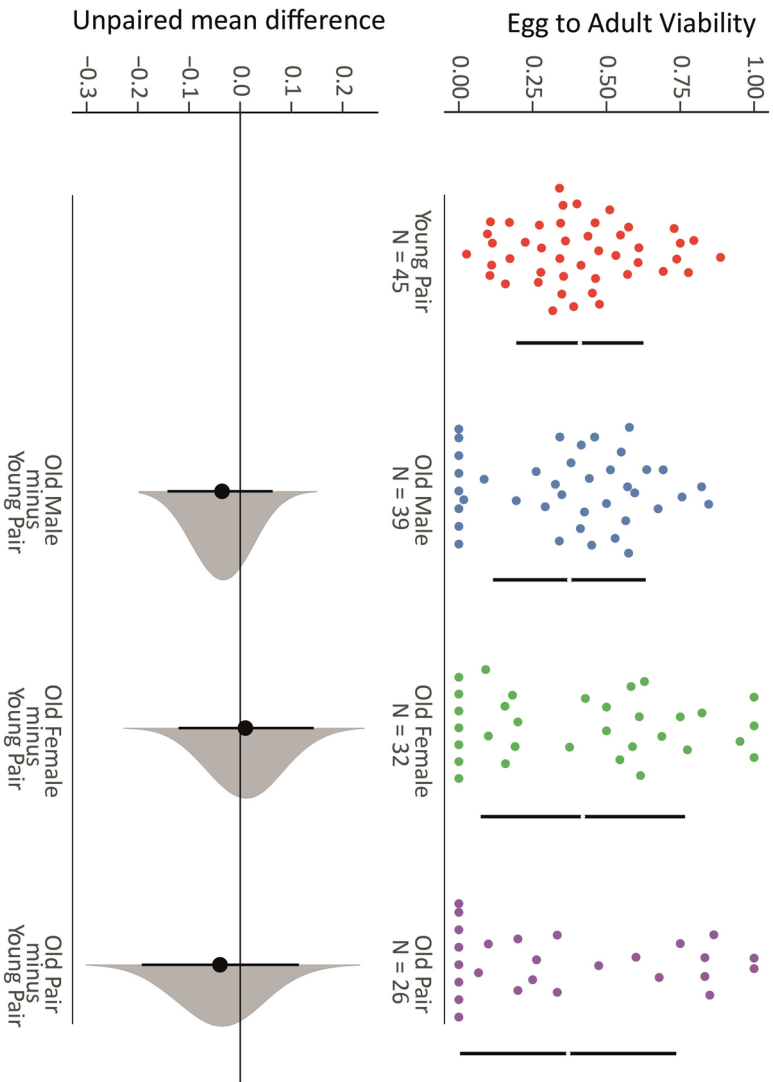 Egg to Adult Viability
1.00
0.75
0.50
0.25
0.00
Young Pair
N = 45
Old Male
N = 39
Old Female
N = 32
Old Pair
N = 26
Unpaired mean difference
0.2
0.1
0.0
−0.1
−0.2
−0.3
Old Male
minus
Young Pair
Old Female
minus
Young Pair
Old Pair
minus
Young Pair